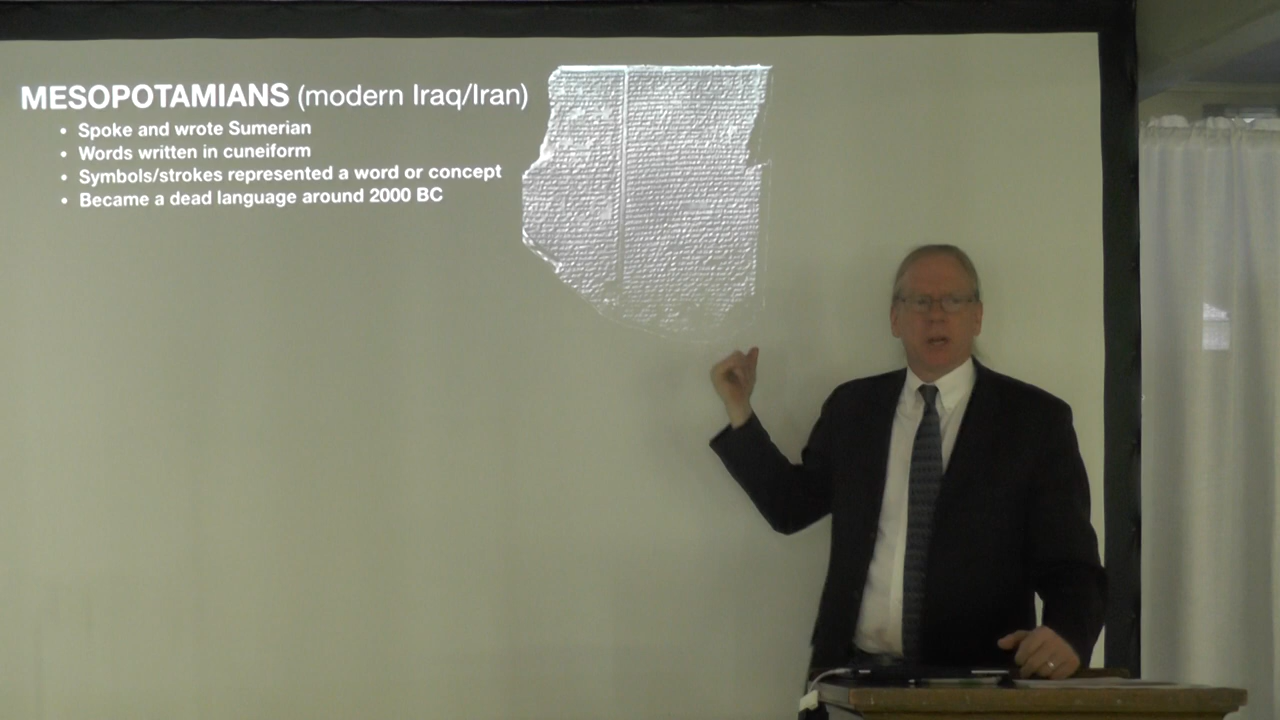 MESOPOTAMIANS (modern Iraq/Iran)
• Spoke and wrote Sumerian
• Words written in cuneiform
• Symbols/strokes represented a word or concept
• Became a dead language around 2000 BC